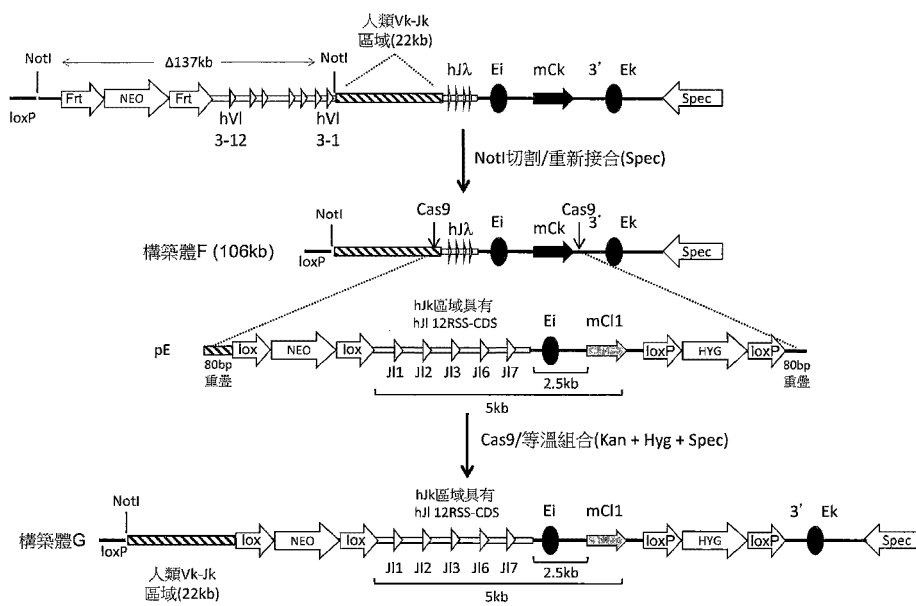 人類Vk-Jk
區域(22kb)
NotI
Δ137kb
NotI
hJλ
Ei
mCk
3'
Ek
Frt
NEO
Frt
Spec
loxP
hVl
3-12
hVl
3-1
NotI切割/重新接合(Spec)
NotI
Cas9
hJλ
Ei
mCk
Cas9
3'
Ek
構築體F (106kb)
loxP
Spec
hJk區域具有
hJl 12RSS-CDS
Ei
mCl1
pE
lox
NEO
lox
loxP
HYG
loxP
80bp
重疊
Jl1
Jl2
Jl3
Jl6
Jl7
2.5kb
80bp
重疊
5kb
Cas9/等溫組合(Kan + Hyg + Spec)
hJk區域具有
hJl 12RSS-CDS
NotI
Ei
mCl1
3'
Ek
構築體G
loxP
lox
NEO
lox
loxP
HYG
loxP
Spec
人類Vk-Jk
區域(22kb)
Jl1
Jl2
Jl3
Jl6
Jl7
2.5kb
5kb